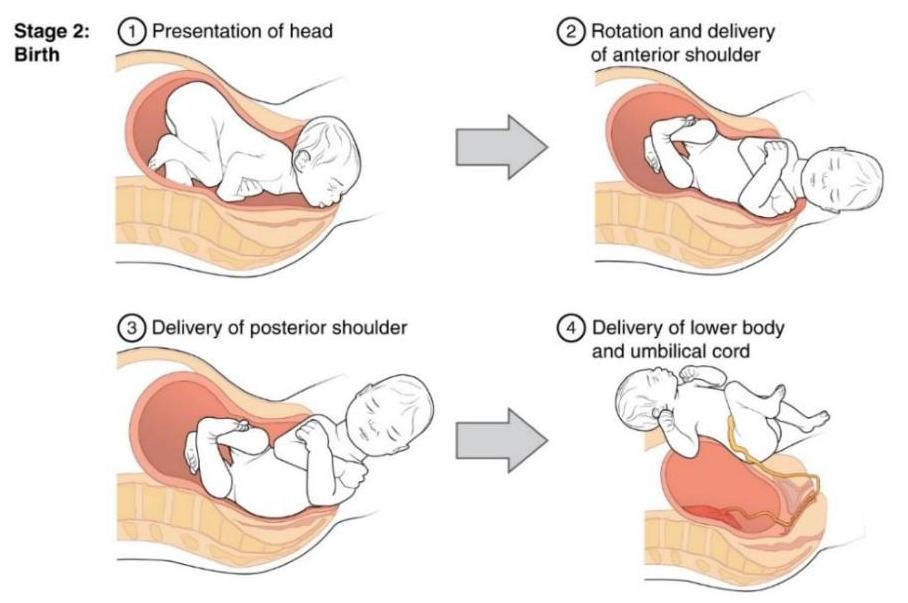 Stage 2:
Birth
1 Presentation of head
2 Rotation and delivery
of anterior shoulder
3 Delivery of posterior shoulder
4 Delivery of lower body
and umbilical cord